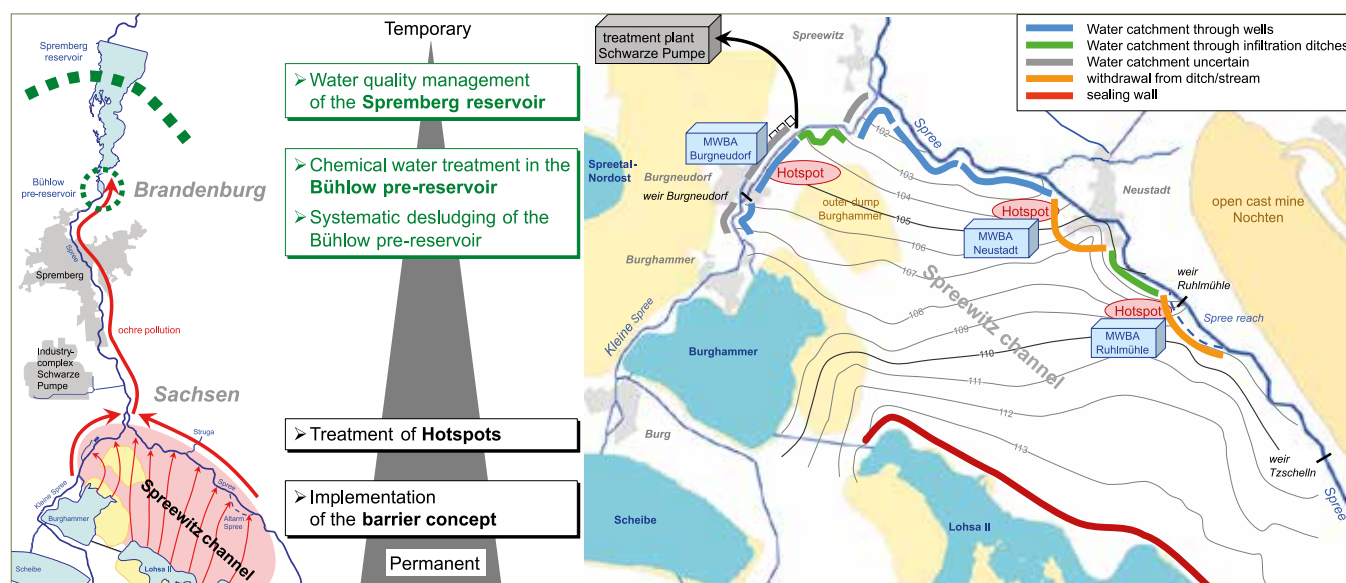 Spremberg
reservoir
Bühlow
pre-reservoir
Brandenburg
Spree
Spremberg
ochre pollution
Industry-
complex
Schwarze
Pumpe
Sachsen
Struga
Kleine Spree
Spree
Altarm
Spree
Burghammer
Spreewitz channel
Scheibe
Lohsa II
Temporary
➢Water quality management
of the Spremberg reservoir
➢Chemical water treatment in the
Bühlow pre-reservoir
➢Systematic desludging of the
Bühlow pre-reservoir
➢Treatment of Hotspots
➢Implementation
of the barrier concept
Permanent
treatment plant
Schwarze Pumpe
Spreewitz
Water catchment through wells
Water catchment through infiltration ditches
Water catchment uncertain
withdrawal from ditch/stream
sealing wall
Spreetal-
Nordost
MWBA
Burgneudorf
Burgneudorf
weir Burgneudorf
Hotspot
102
Spree
103
104
105
106
107
outer dump
Burghammer
Hotspot
MWBA
Neustadt
Neustadt
open cast mine
Nochten
weir
Ruhlmühle
Hotspot
Spree reach
MWBA
Ruhlmühle
Burghammer
Kleine Spree
Burghammer
Spreewitz channel
108
109
110
111
112
113
weir
Tzschelln
Spree
Burg
Scheibe
Lohsa II